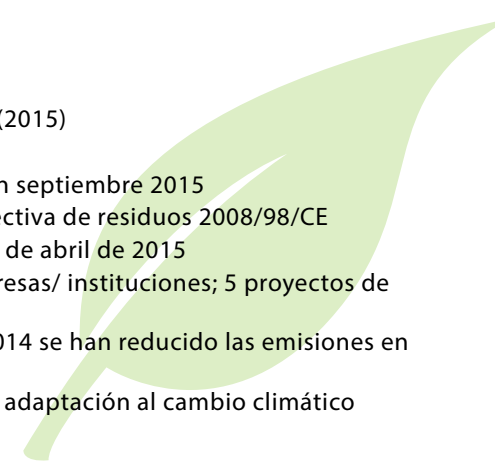 (2015)
n septiembre 2015
ectiva de residuos 2008/98/CE
de abril de 2015
resas/ instituciones; 5 proyectos de
014 se han reducido las emisiones en
adaptación al cambio climático